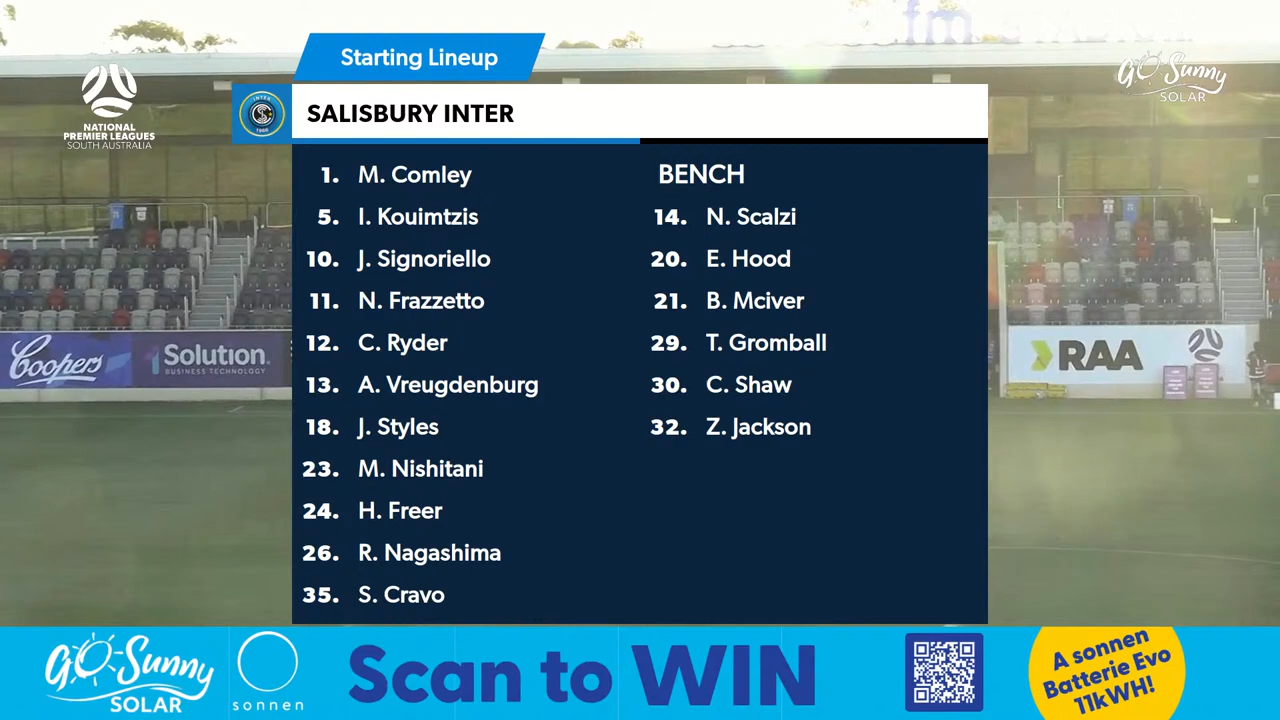 Starting Lineup
SALISBURY INTER
INTER
1966
NATIONAL
PREMIER LEAGUES
SOUTH AUSTRALIA
GO Sunny
SOLAR
1. M. Comley
5. I. Kouimtzis
10. J. Signoriello
11. N. Frazzetto
12. C. Ryder
13. A. Vreugdenburg
18. J. Styles
23. M. Nishitani
24. H. Freer
26. R. Nagashima
35. S. Cravo
BENCH
14. N. Scalzi
20. E. Hood
21. B. Mciver
29. T. Gromball
30. C. Shaw
32. Z. Jackson
Coopers
Solution
BUSINESS TECHNOLOGY
RAA
GO Sunny
SOLAR
sonnen
Scan to WIN
A sonnen
Batterie Evo
11kWH!